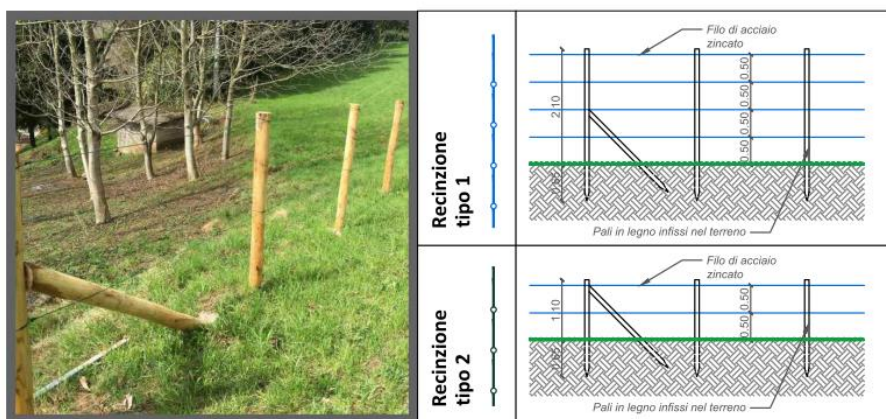 Recinzione
tipo 1
Filo di acciaio
zincato
2.10
0.50
0.50
0.50
0.50
0.65
Pali in legno infissi nel terreno
Recinzione
tipo 2
Filo di acciaio
zincato
1.10
0.50
0.50
0.65
Pali in legno infissi nel terreno